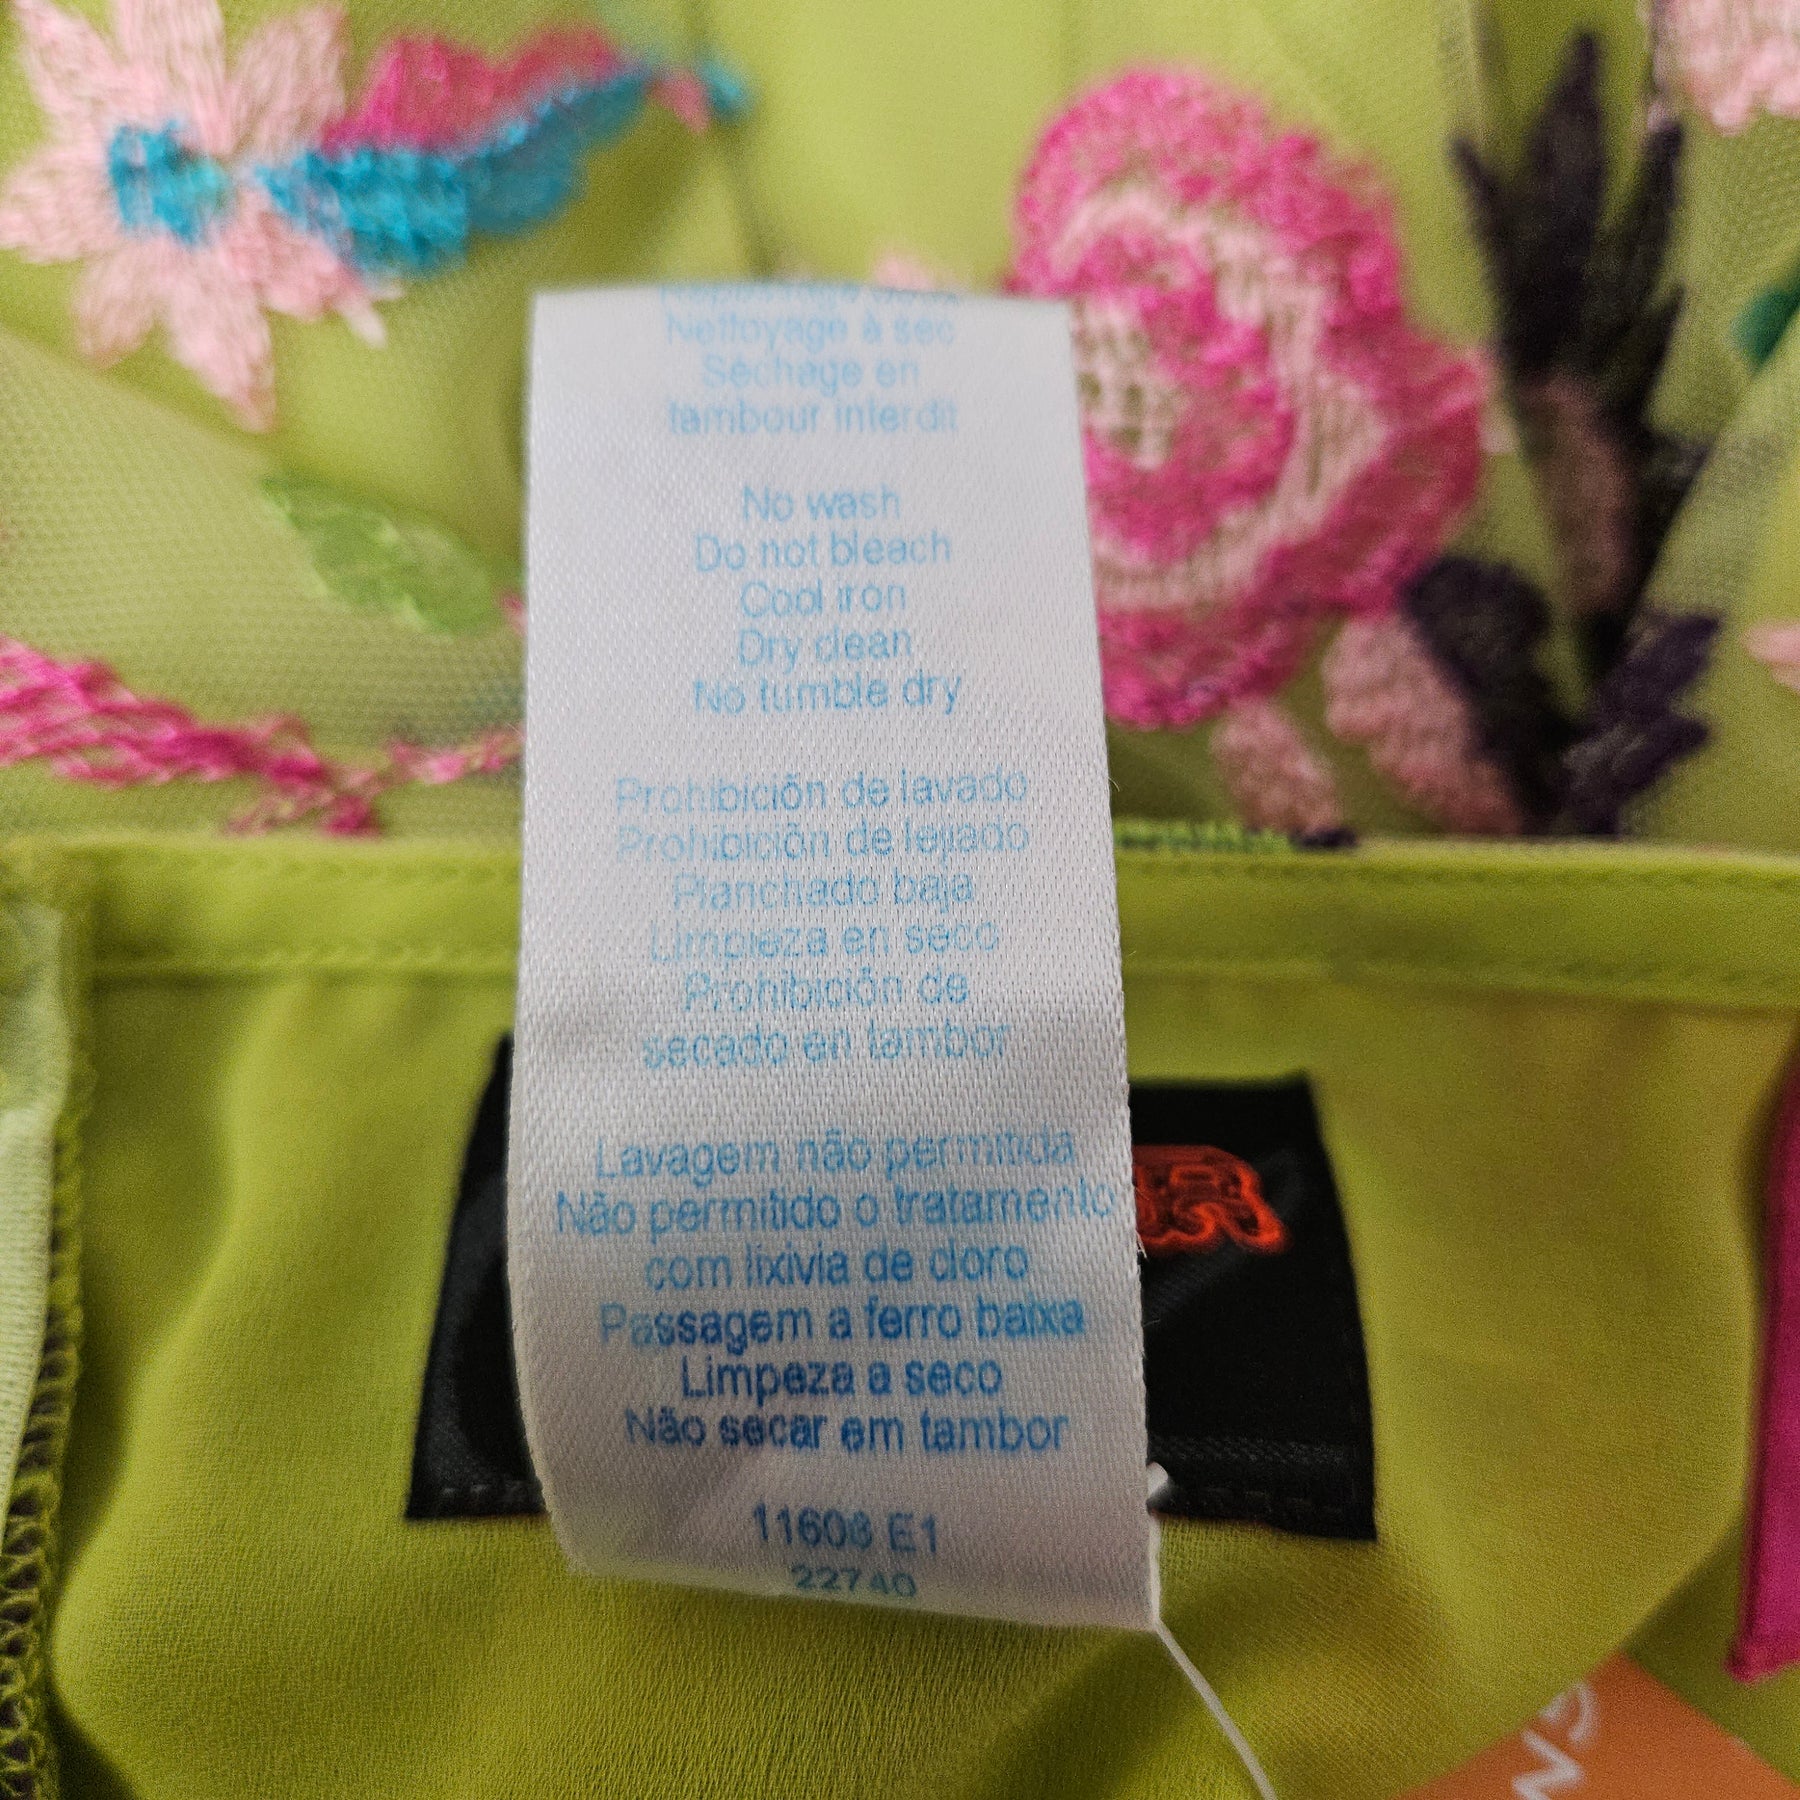 Nettoyage à sec
Séchage en
tambour interdit
No wash
Do not bleach
Cool iron
Dry clean
No tumble dry
Prohibición de lavado
Prohibición de lejiado
Planchado baja
Limpieza en seco
Prohibición de
secado en tambor
Lavagem não permitida
Não permitido o tratamento
com lixivia de cloro
Passagem a ferro baixa
Limpeza a seco
Não secar em tambor
11608 E1
22740